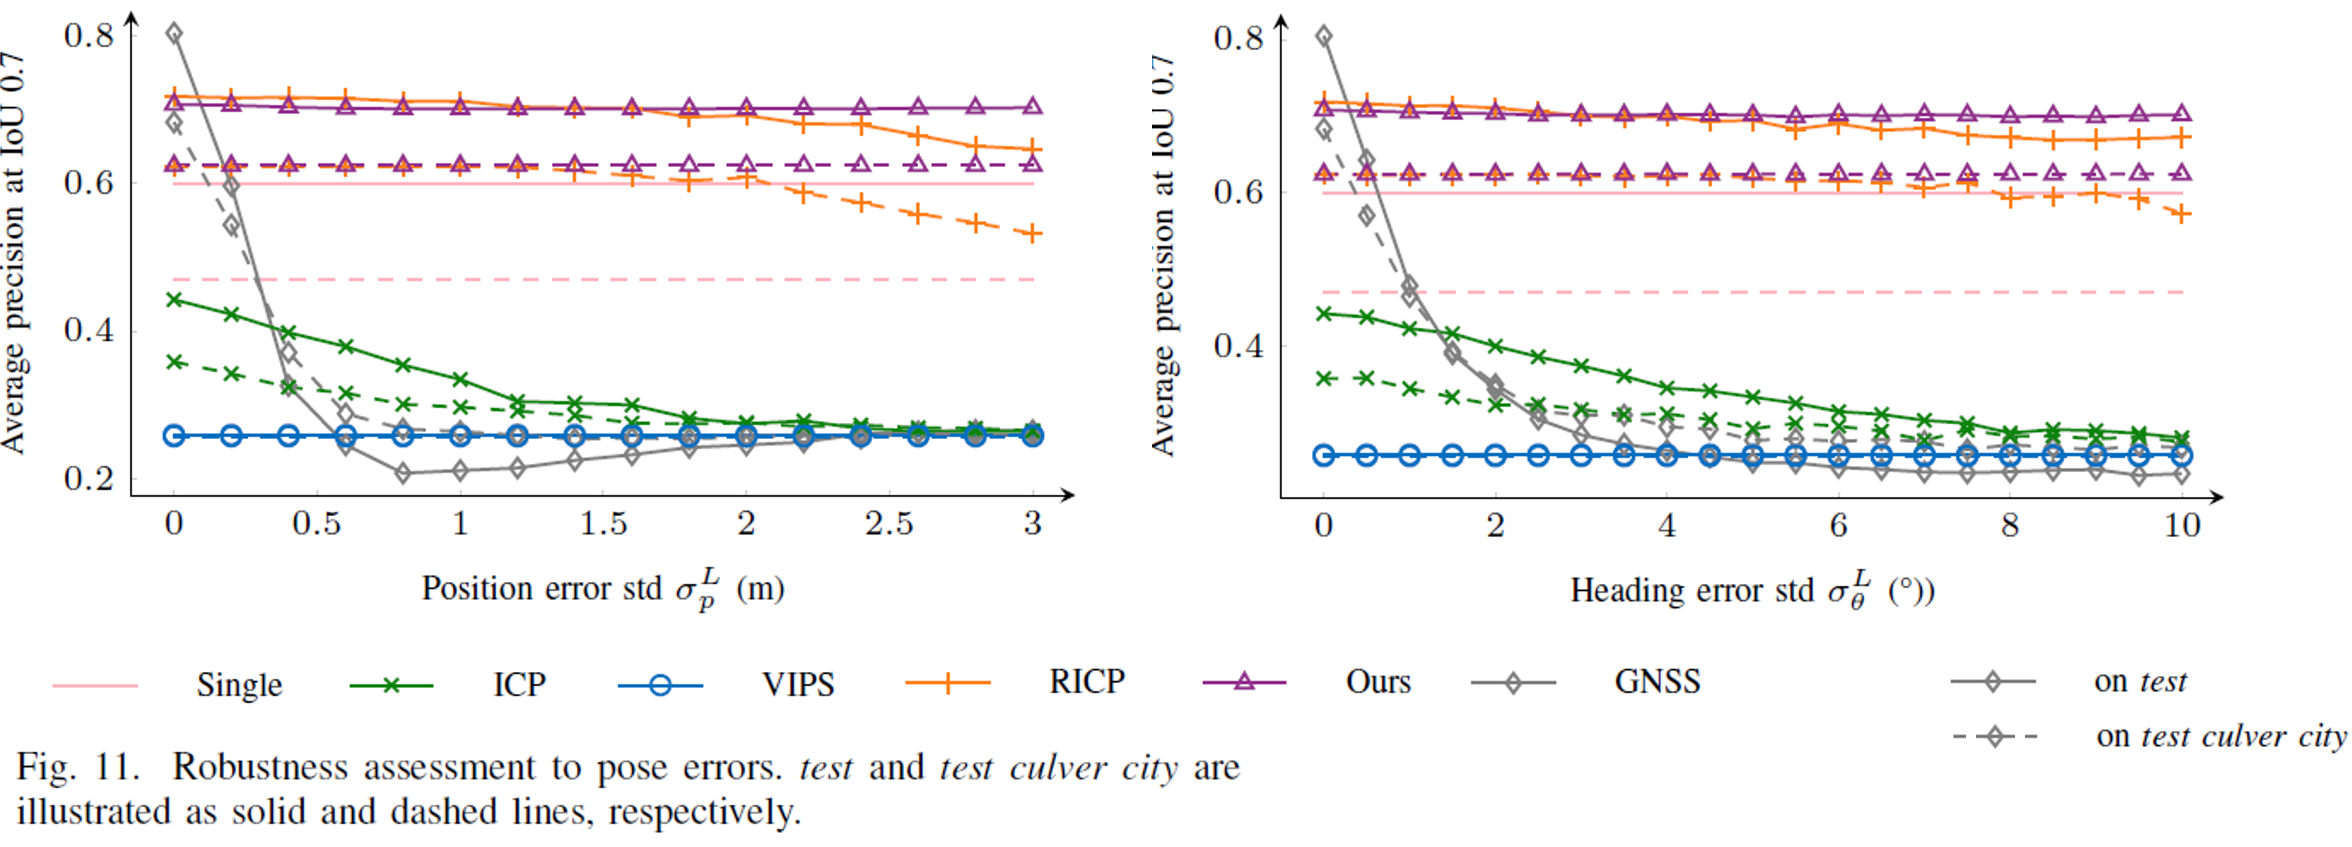 Average precision at IoU 0.7
0.8
0.6
0.4
0.2
0 0.5 1 1.5 2 2.5 3
Position error std σ_p^L (m)
Average precision at IoU 0.7
0.8
0.6
0.4
0 2 4 6 8 10
Heading error std σ_θ^L (°))
Single ICP VIPS RICP Ours GNSS on test
on test culver city
Fig. 11. Robustness assessment to pose errors. test and test culver city are
illustrated as solid and dashed lines, respectively.